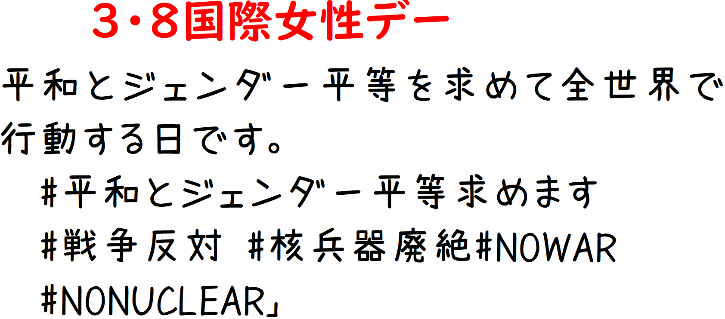 3・8国際女性デー
平和とジェンダー平等を求めて全世界で
行動する日です。
#平和とジェンダー平等求めます
#戦争反対 #核兵器廃絶#NOWAR
#NONUCLEAR」